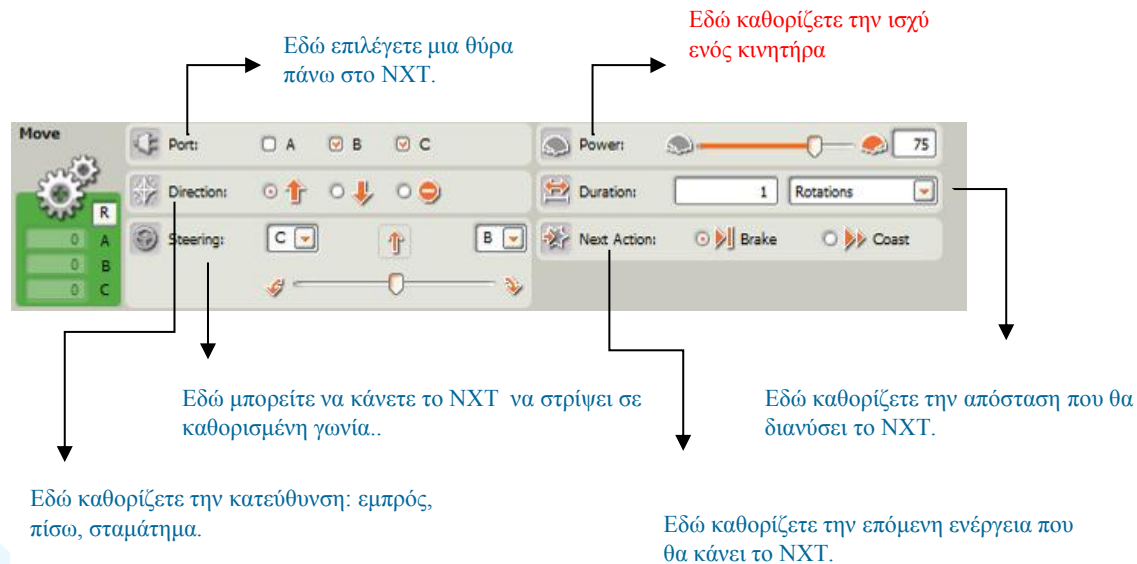 Εδώ καθορίζετε την ισχύ
ενός κινητήρα
Εδώ επιλέγετε μια θύρα
πάνω στο NXT.
Move
Port: A B C
Power: 75
R
Direction:
Duration: 1 Rotations
0 A
Steering: C B
Next Action: Brake Coast
0 B
0 C
Εδώ μπορείτε να κάνετε το NXT να στρίψει σε
καθορισμένη γωνία..
Εδώ καθορίζετε την απόσταση που θα
διανύσει το NXT.
Εδώ καθορίζετε την κατεύθυνση: εμπρός,
πίσω, σταμάτημα.
Εδώ καθορίζετε την επόμενη ενέργεια που
θα κάνει το NXT.